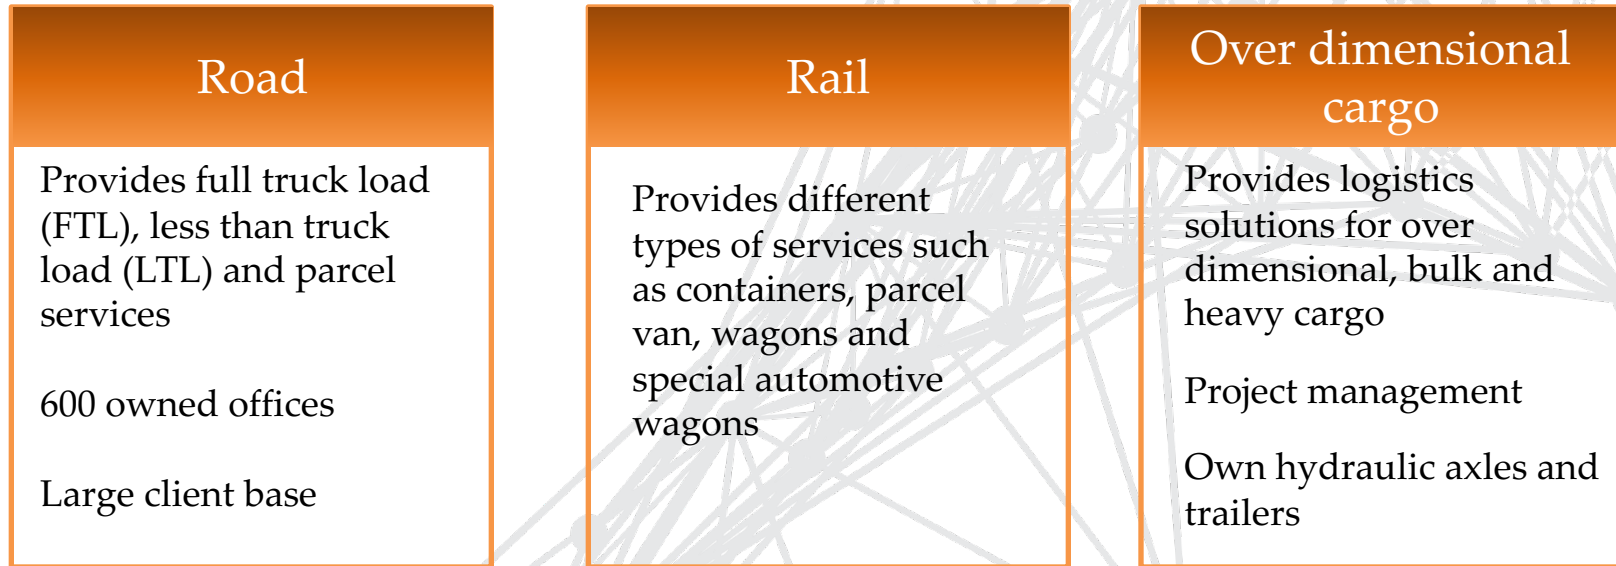 Road
Provides full truck load
(FTL), less than truck
load (LTL) and parcel
services
600 owned offices
Large client base
Rail
Provides different
types of services such
as containers, parcel
van, wagons and
special automotive
wagons
Over dimensional
cargo
Provides logistics
solutions for over
dimensional, bulk and
heavy cargo
Project management
Own hydraulic axles and
trailers